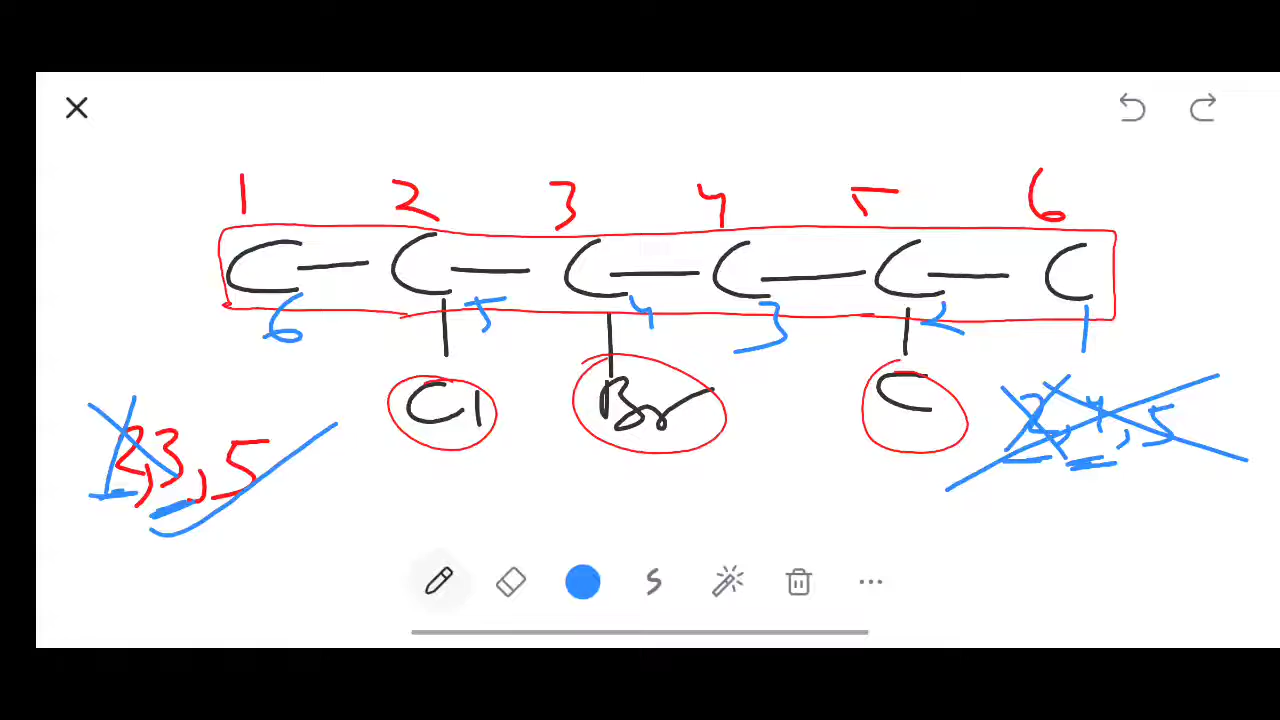 1 2 3 4 5 6
C — C — C — C — C — C
6 5 4 3 2 1
Cl Br C
2,3,5 2,4,5